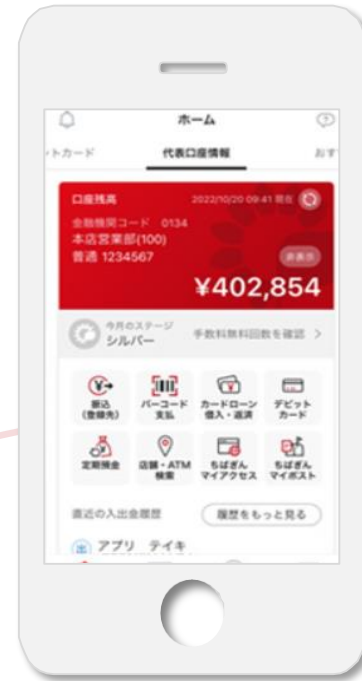 ホーム
ットカード 代表口座情報 おす
口座残高 2022/10/20 09:41 現在
金融機関コード 0134
本店営業部(100)
普通 1234567
非表示
¥402,854
今月のステージ
シルバー 手数料無料回数を確認
振込
(登録先)
バーコード
支払
カードローン
借入・返済
デビット
カード
定期預金
店舗・ATM
検索
ちばぎん
マイアクセス
ちばぎん
マイポスト
直近の入出金履歴 履歴をもっと見る
出 アプリ テイキ